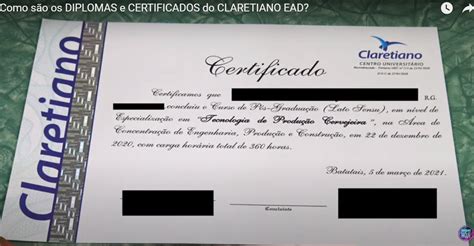 Como são os DIPLOMAS e CERTIFICADOS do CLARETIANO EAD?
Claretiano
Claretiano
CENTRO UNIVERSITÁRIO
Certificado
Certificamos que
R.G.
concluiu o Curso de Pós-Graduação (Lato Sensu), em nível de
Especialização em "Tecnologia de Produção Cervejeira", na Área de
Concentração de Engenharia, Produção e Construção, em 22 de dezembro de
2020, com carga horária total de 360 horas.
Batatais, 5 de março de 2021.
Concluinte